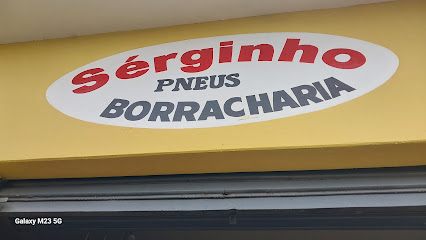 Sérginho
PNEUS
BORRACHARIA
Galaxy M23 5G